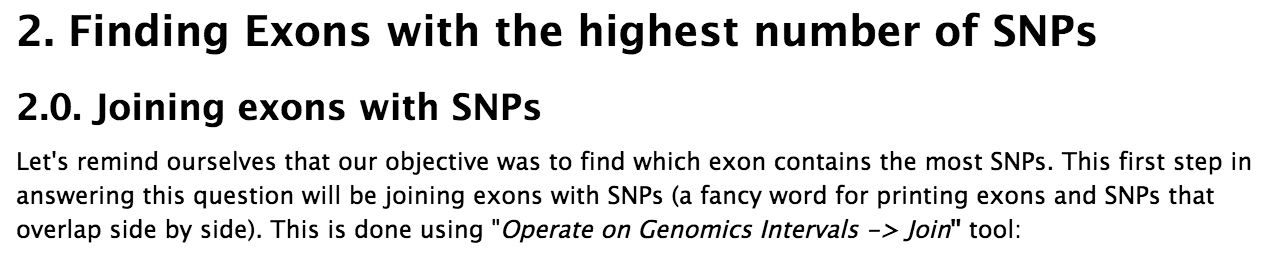 2. Finding Exons with the highest number of SNPs
2.0. Joining exons with SNPs
Let's remind ourselves that our objective was to find which exon contains the most SNPs. This first step in
answering this question will be joining exons with SNPs (a fancy word for printing exons and SNPs that
overlap side by side). This is done using "Operate on Genomics Intervals -> Join" tool: